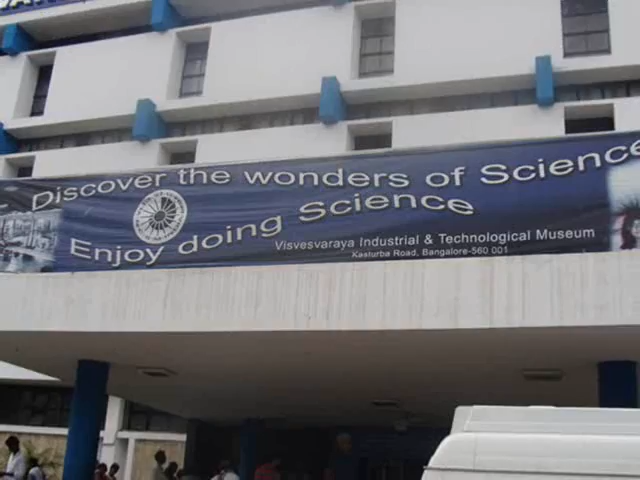 Discover the wonders of Science
Enjoy doing Science
Visvesvaraya Industrial & Technological Museum
Kasturba Road, Bangalore-560 001